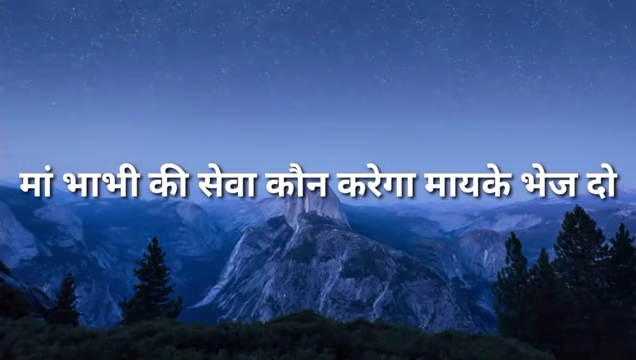 मां भाभी की सेवा कौन करेगा मायके भेज दो